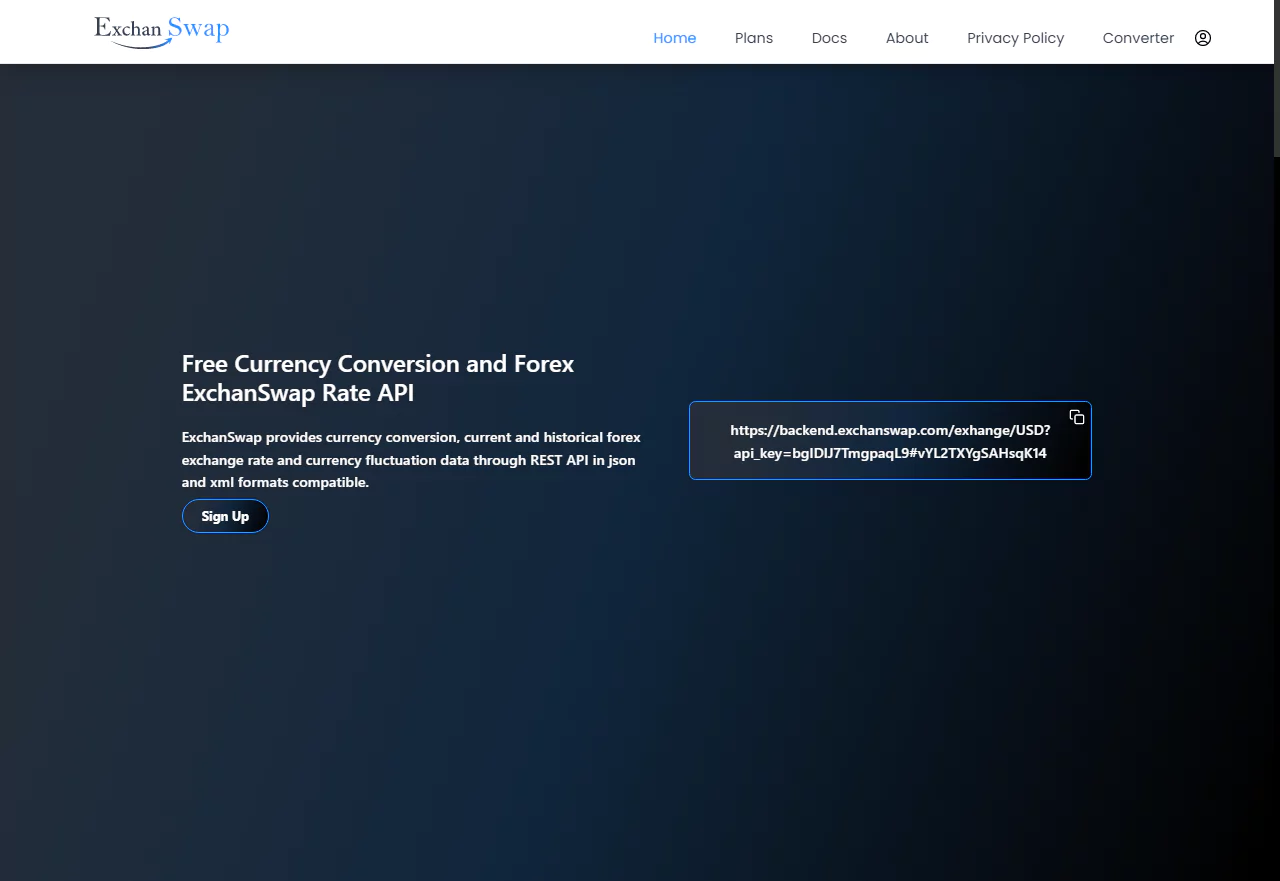 Exchan Swap
Home
Plans
Docs
About
Privacy Policy
Converter
Free Currency Conversion and Forex
ExchanSwap Rate API
ExchanSwap provides currency conversion, current and historical forex
exchange rate and currency fluctuation data through REST API in json
and xml formats compatible.
Sign Up
https://backend.exchanswap.com/exhange/USD?
api_key=bgIDIJ7TmgpaqL9#vYL2TXYgSAHsqK14